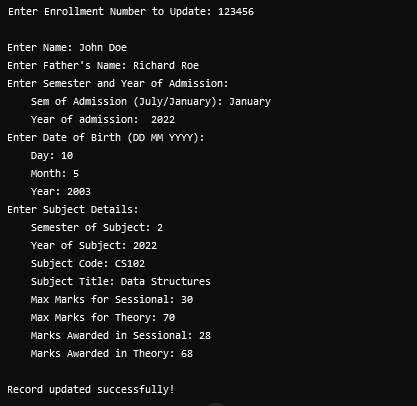 Enter Enrollment Number to Update: 123456
Enter Name: John Doe
Enter Father's Name: Richard Roe
Enter Semester and Year of Admission:
Sem of Admission (July/January): January
Year of admission:  2022
Enter Date of Birth (DD MM YYYY):
Day: 10
Month: 5
Year: 2003
Enter Subject Details:
Semester of Subject: 2
Year of Subject: 2022
Subject Code: CS102
Subject Title: Data Structures
Max Marks for Sessional: 30
Max Marks for Theory: 70
Marks Awarded in Sessional: 28
Marks Awarded in Theory: 68
Record updated successfully!